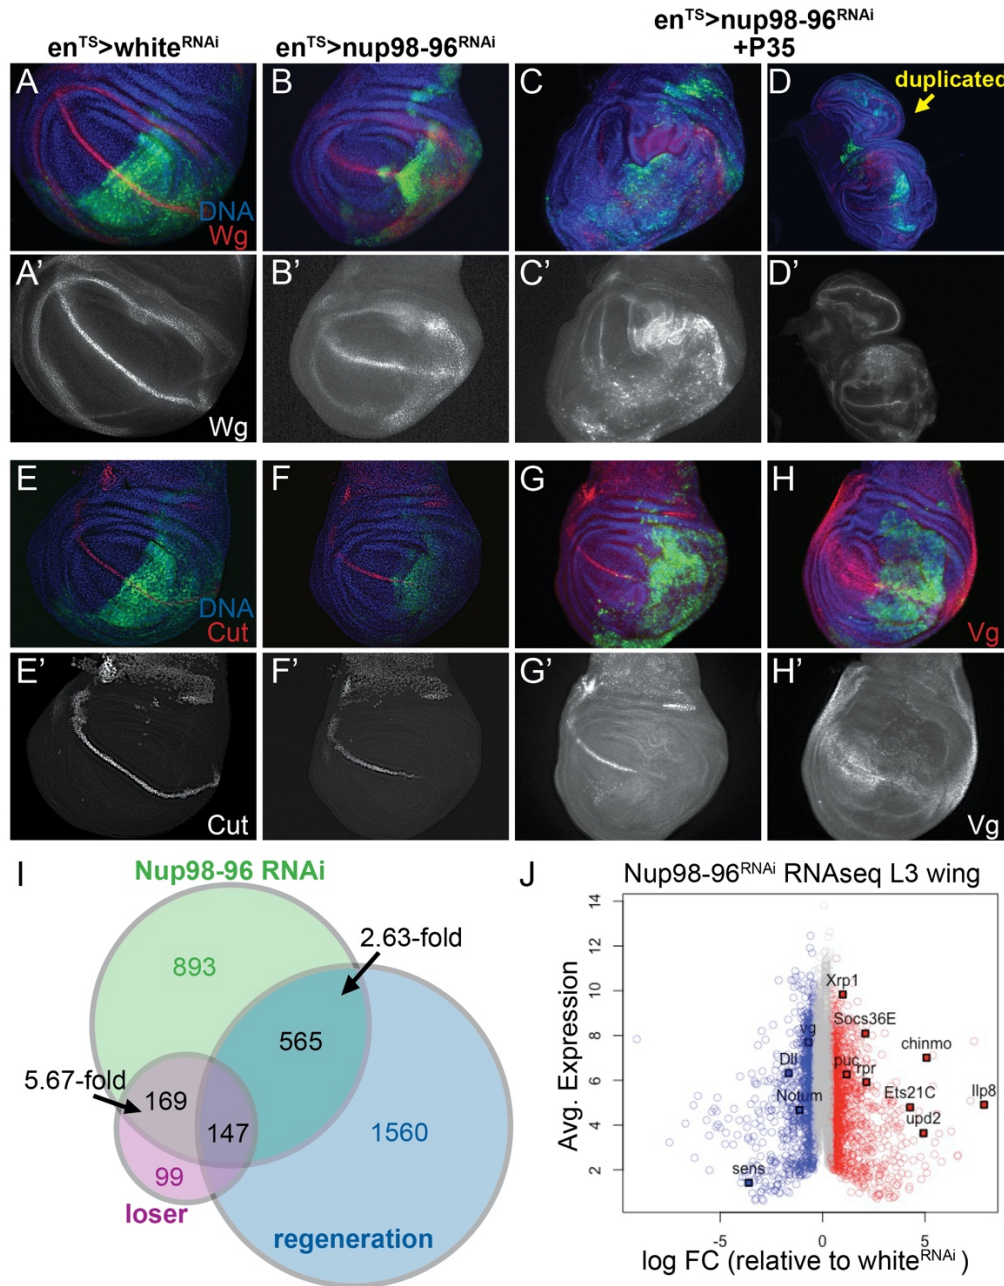 en^TS>white^RNAi
en^TS>nup98-96^RNAi
en^TS>nup98-96^RNAi
+P35
A
DNA
Wg
B
C
D
duplicated
A'
Wg
B'
C'
D'
E
DNA
Cut
F
G
H
Vg
E'
Cut
F'
G'
H'
Vg
I
Nup98-96 RNAi
893
2.63-fold
565
5.67-fold
169
147
1560
99
loser
regeneration
J
Nup98-96^RNAi RNAseq L3 wing
Avg. Expression
14
12
10
8
6
4
2
Xrp1
vg
Socs36E
Dll
puc
rpr
chinmo
Notum
Ets21C
Ilp8
upd2
sens
-5
0
5
log FC (relative to white^RNAi)